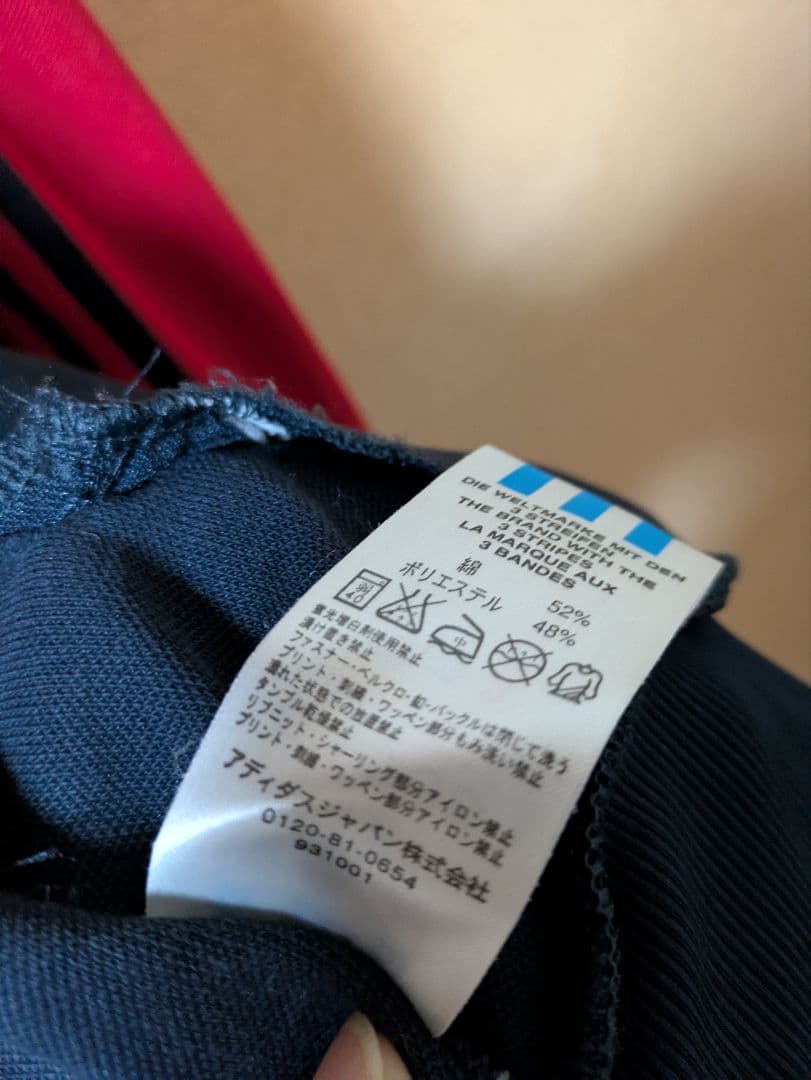 DIE WELTMARKE MIT DEN
3 STREIFEN
THE BRAND WITH THE
3 STRIPES
LA MARQUE AUX
3 BANDES
綿 52%
ポリエステル 48%
弱 40 中
蛍光増白剤使用禁止
漬け置き禁止
ファスナー・ベルクロ・釦・バックルは閉じて洗う
プリント・刺繍・ワッペン部分もみ洗い禁止
濡れた状態での放置禁止
タンブル乾燥禁止
リブニット・シャーリング部分アイロン禁止
プリント・刺繍・ワッペン部分アイロン禁止
アディダスジャパン株式会社
0120-81-0654
931001